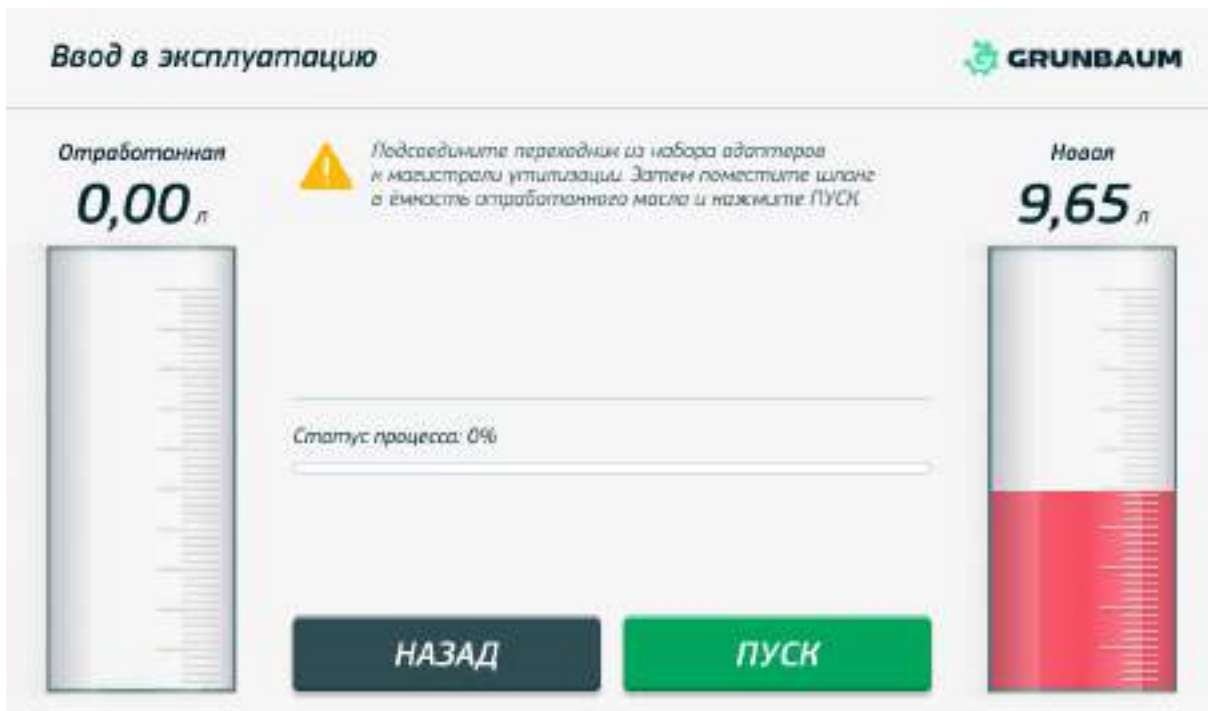 Ввод в эксплуатацию
GRUNBAUM
Отработанная
0,00 л
Подсоедините переходник из набора адаптеров
к магистрали утилизации. Затем поместите шланг
в ёмкость отработанного масла и нажмите ПУСК
Новая
9,65 л
Статус процесса: 0%
НАЗАД
ПУСК